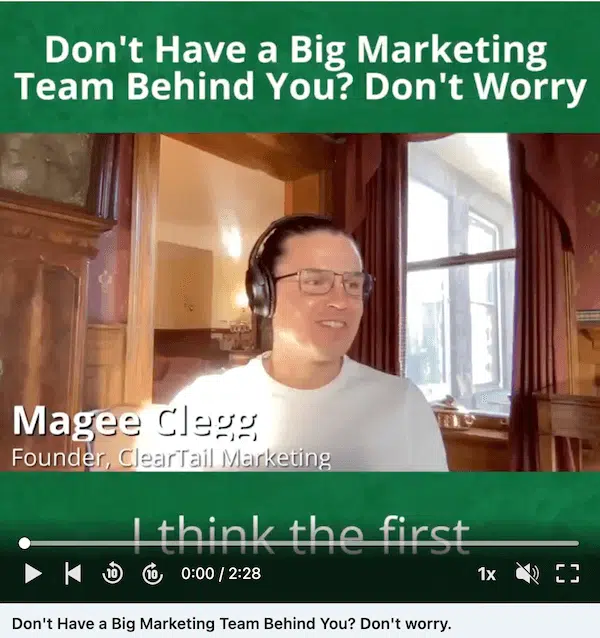 Don't Have a Big Marketing
Team Behind You? Don't Worry
Magee Clegg
Founder, ClearTail Marketing
I think the first
10
10
0:00 / 2:28
1x
Don't Have a Big Marketing Team Behind You? Don't worry.